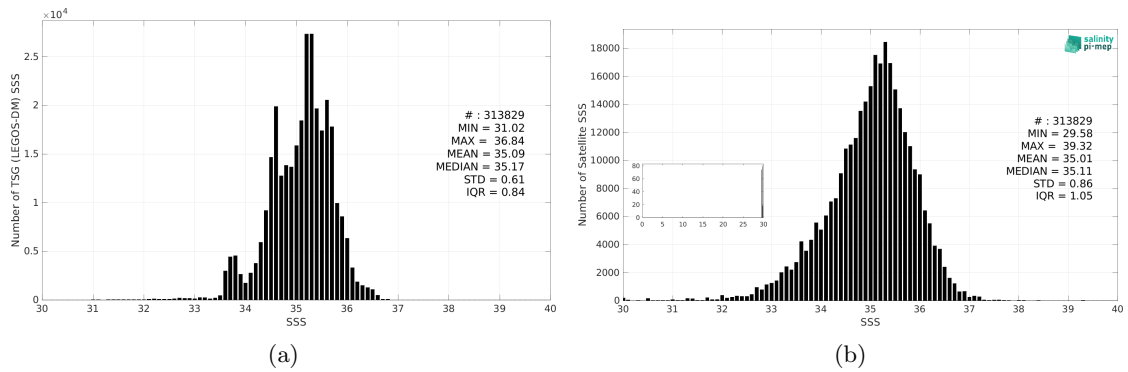 ×10⁴
Number of TSG (LEGOS-DM) SSS
2.5
2
1.5
1
0.5
0
30 31 32 33 34 35 36 37 38 39 40
SSS
# : 313829
MIN = 31.02
MAX = 36.84
MEAN = 35.09
MEDIAN = 35.17
STD = 0.61
IQR = 0.84
(a)
salinity
pi-mep
Number of Satellite SSS
18000
16000
14000
12000
10000
8000
6000
4000
2000
0
30 31 32 33 34 35 36 37 38 39 40
SSS
80
60
40
20
0
0 5 10 15 20 25 30
# : 313829
MIN = 29.58
MAX = 39.32
MEAN = 35.01
MEDIAN = 35.11
STD = 0.86
IQR = 1.05
(b)